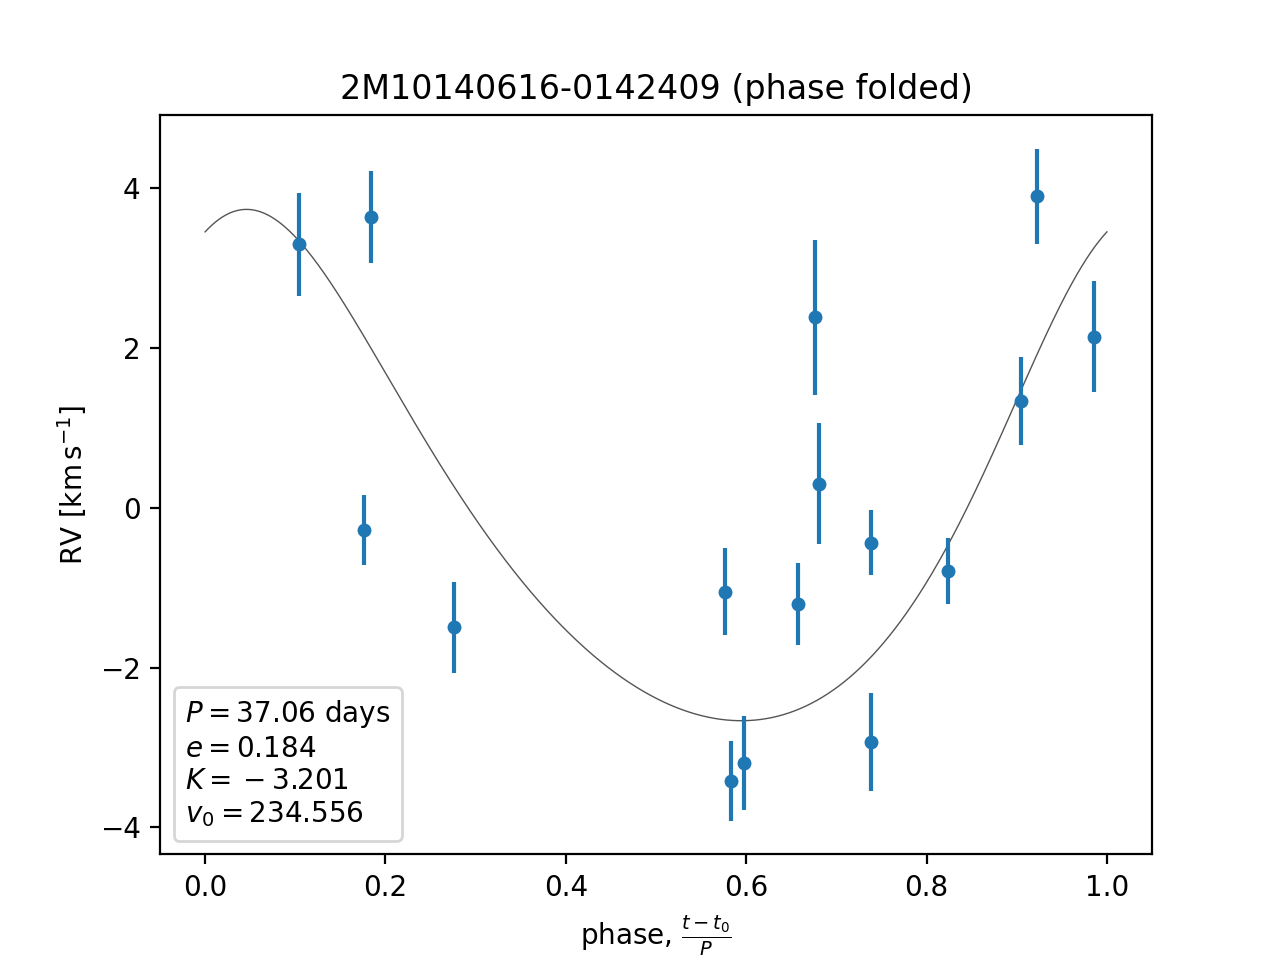 2M10140616-0142409 (phase folded)
RV [km s⁻¹]
4
2
0
−2
−4
P = 37.06 days
e = 0.184
K = −3.201
v₀ = 234.556
0.0 0.2 0.4 0.6 0.8 1.0
phase, (t − t₀)/P